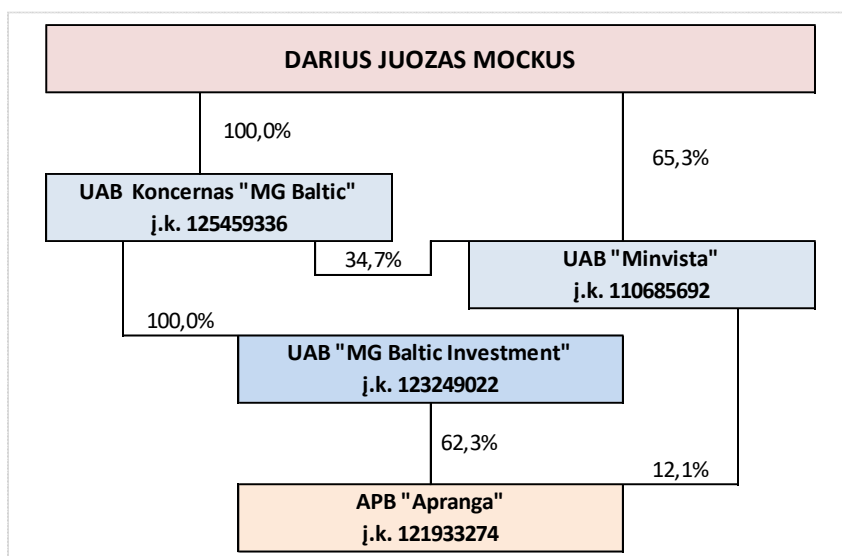 DARIUS JUOZAS MOCKUS
100,0%
65,3%
UAB  Koncernas "MG Baltic"
į.k. 125459336
34,7%
UAB "Minvista"
į.k. 110685692
100,0%
UAB "MG Baltic Investment"
į.k. 123249022
62,3%
12,1%
APB "Apranga"
į.k. 121933274